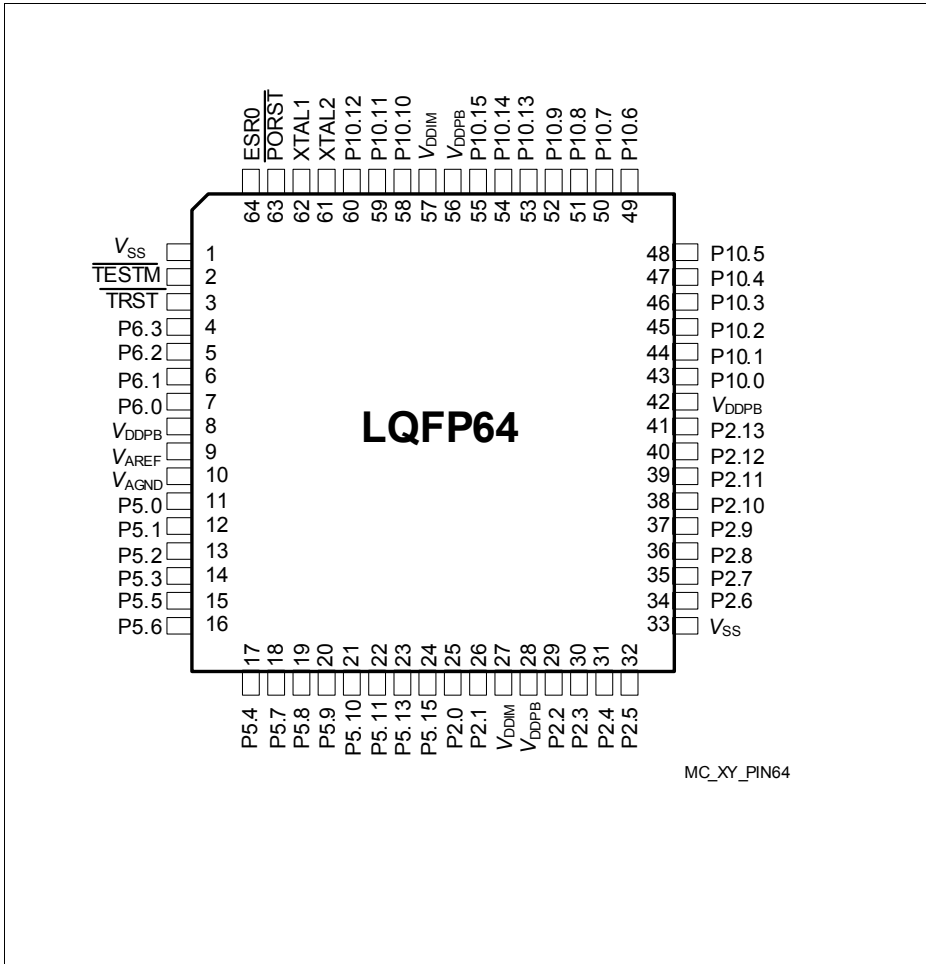 ESR0
PORST
XTAL1
XTAL2
P10.12
P10.11
P10.10
VDDIM
VDDPB
P10.15
P10.14
P10.13
P10.9
P10.8
P10.7
P10.6
64
63
62
61
60
59
58
57
56
55
54
53
52
51
50
49
VSS 1
TESTM 2
TRST 3
P6.3 4
P6.2 5
P6.1 6
P6.0 7
VDDPB 8
VAREF 9
VAGND 10
P5.0 11
P5.1 12
P5.2 13
P5.3 14
P5.5 15
P5.6 16
LQFP64
48 P10.5
47 P10.4
46 P10.3
45 P10.2
44 P10.1
43 P10.0
42 VDDPB
41 P2.13
40 P2.12
39 P2.11
38 P2.10
37 P2.9
36 P2.8
35 P2.7
34 P2.6
33 VSS
17
18
19
20
21
22
23
24
25
26
27
28
29
30
31
32
P5.4
P5.7
P5.8
P5.9
P5.10
P5.11
P5.13
P5.15
P2.0
P2.1
VDDIM
VDDPB
P2.2
P2.3
P2.4
P2.5
MC_XY_PIN64